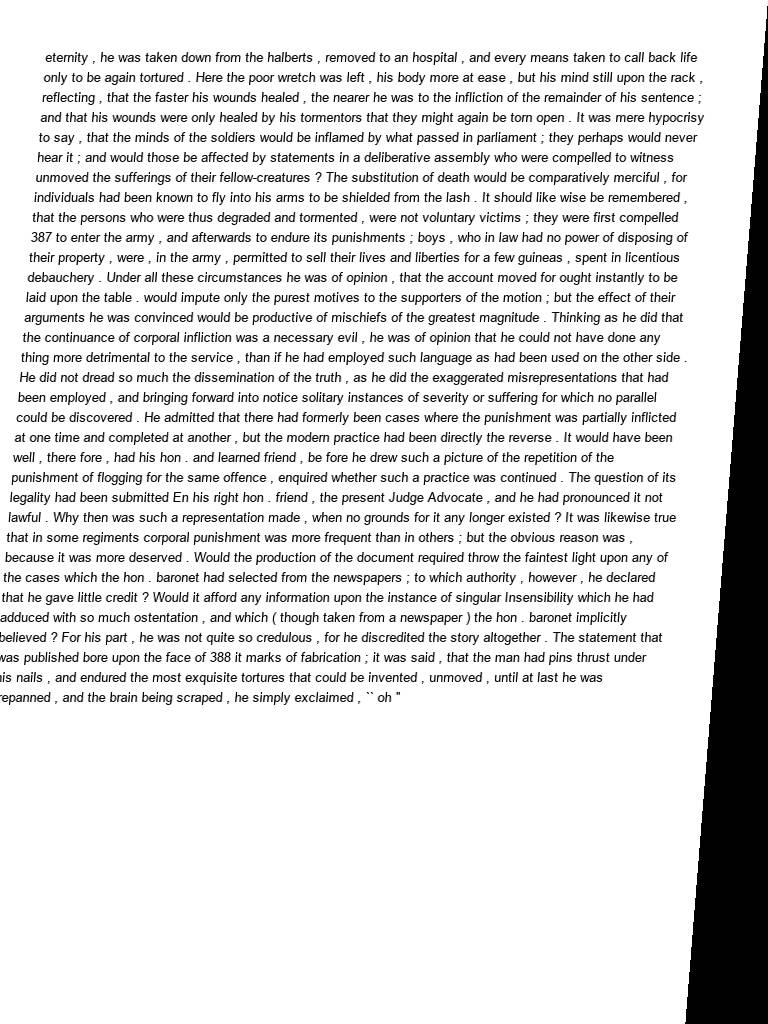 eternity , he was taken down from the halberts , removed to an hospital , and every means taken to call back life
only to be again tortured . Here the poor wretch was left , his body more at ease , but his mind still upon the rack ,
reflecting , that the faster his wounds healed , the nearer he was to the infliction of the remainder of his sentence ;
and that his wounds were only healed by his tormentors that they might again be torn open . It was mere hypocrisy
to say , that the minds of the soldiers would be inflamed by what passed in parliament ; they perhaps would never
hear it ; and would those be affected by statements in a deliberative assembly who were compelled to witness
unmoved the sufferings of their fellow-creatures ? The substitution of death would be comparatively merciful , for
individuals had been known to fly into his arms to be shielded from the lash . It should like wise be remembered ,
that the persons who were thus degraded and tormented , were not voluntary victims ; they were first compelled
387 to enter the army , and afterwards to endure its punishments ; boys , who in law had no power of disposing of
their property , were , in the army , permitted to sell their lives and liberties for a few guineas , spent in licentious
debauchery . Under all these circumstances he was of opinion , that the account moved for ought instantly to be
laid upon the table . would impute only the purest motives to the supporters of the motion ; but the effect of their
arguments he was convinced would be productive of mischiefs of the greatest magnitude . Thinking as he did that
the continuance of corporal infliction was a necessary evil , he was of opinion that he could not have done any
thing more detrimental to the service , than if he had employed such language as had been used on the other side .
He did not dread so much the dissemination of the truth , as he did the exaggerated misrepresentations that had
been employed , and bringing forward into notice solitary instances of severity or suffering for which no parallel
could be discovered . He admitted that there had formerly been cases where the punishment was partially inflicted
at one time and completed at another , but the modern practice had been directly the reverse . It would have been
well , there fore , had his hon . and learned friend , be fore he drew such a picture of the repetition of the
punishment of flogging for the same offence , enquired whether such a practice was continued . The question of its
legality had been submitted En his right hon . friend , the present Judge Advocate , and he had pronounced it not
lawful . Why then was such a representation made , when no grounds for it any longer existed ? It was likewise true
that in some regiments corporal punishment was more frequent than in others ; but the obvious reason was ,
because it was more deserved . Would the production of the document required throw the faintest light upon any of
the cases which the hon . baronet had selected from the newspapers ; to which authority , however , he declared
that he gave little credit ? Would it afford any information upon the instance of singular Insensibility which he had
adduced with so much ostentation , and which ( though taken from a newspaper ) the hon . baronet implicitly
believed ? For his part , he was not quite so credulous , for he discredited the story altogether . The statement that
was published bore upon the face of 388 it marks of fabrication ; it was said , that the man had pins thrust under
his nails , and endured the most exquisite tortures that could be invented , unmoved , until at last he was
repanned , and the brain being scraped , he simply exclaimed , `` oh "